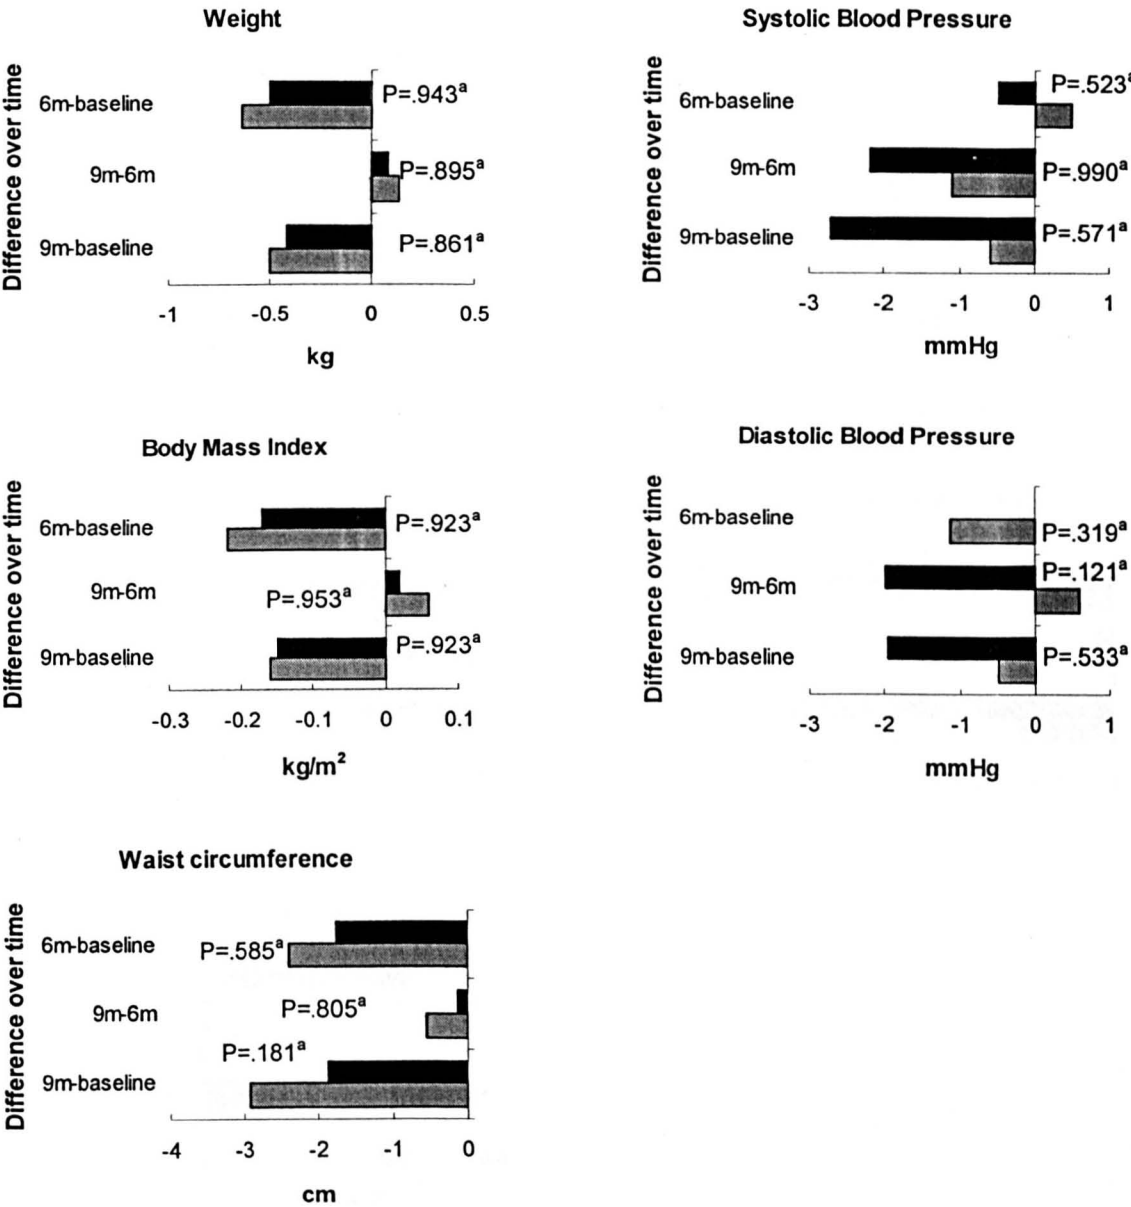 Weight
Difference over time
6m-baseline
P=.943ᵃ
9m-6m
P=.895ᵃ
9m-baseline
P=.861ᵃ
-1 -0.5 0 0.5
kg
Systolic Blood Pressure
Difference over time
6m-baseline
P=.523ᵃ
9m-6m
P=.990ᵃ
9m-baseline
P=.571ᵃ
-3 -2 -1 0 1
mmHg
Body Mass Index
Difference over time
6m-baseline
P=.923ᵃ
9m-6m
P=.953ᵃ
9m-baseline
P=.923ᵃ
-0.3 -0.2 -0.1 0 0.1
kg/m²
Diastolic Blood Pressure
Difference over time
6m-baseline
P=.319ᵃ
9m-6m
P=.121ᵃ
9m-baseline
P=.533ᵃ
-3 -2 -1 0 1
mmHg
Waist circumference
Difference over time
6m-baseline
P=.585ᵃ
9m-6m
P=.805ᵃ
9m-baseline
P=.181ᵃ
-4 -3 -2 -1 0
cm